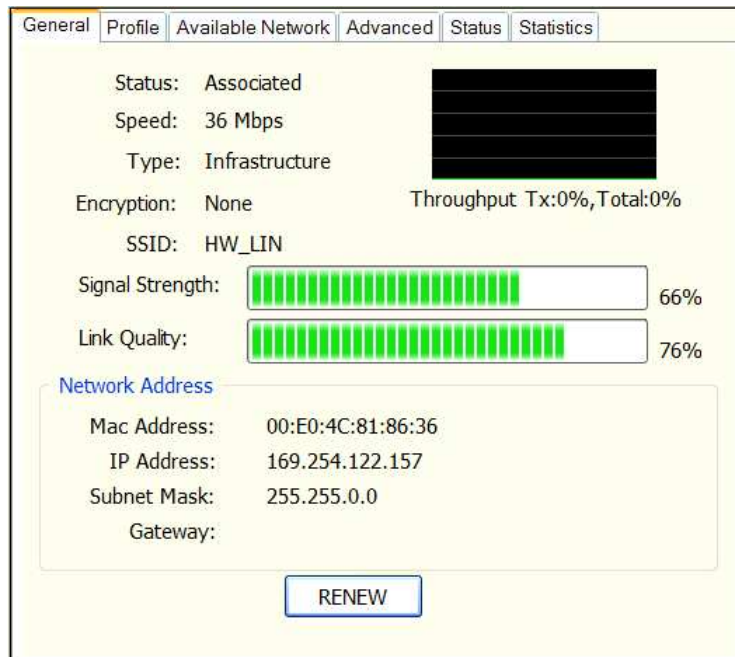 General Profile Available Network Advanced Status Statistics
Status: Associated
Speed: 36 Mbps
Type: Infrastructure
Encryption: None
Throughput Tx:0%,Total:0%
SSID: HW_LIN
Signal Strength: 66%
Link Quality: 76%
Network Address
Mac Address: 00:E0:4C:81:86:36
IP Address: 169.254.122.157
Subnet Mask: 255.255.0.0
Gateway:
RENEW